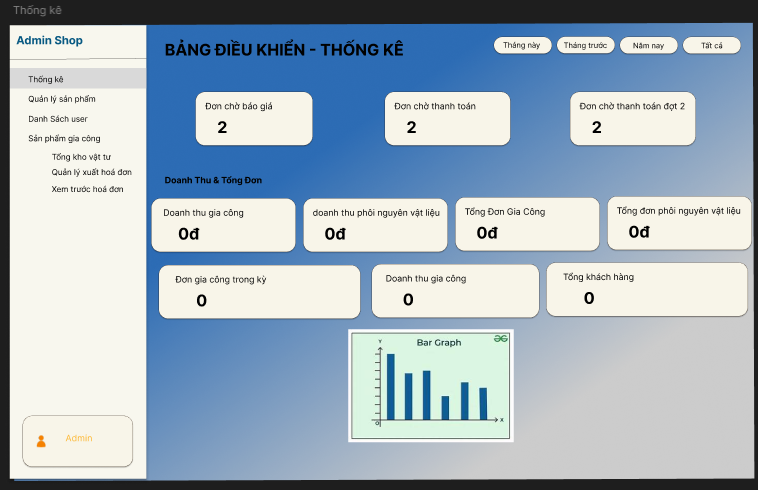 Thống kê
Admin Shop
BẢNG ĐIỀU KHIỂN - THỐNG KÊ
Tháng này
Tháng trước
Năm nay
Tất cả
Thống kê
Quản lý sản phẩm
Danh Sách user
Sản phẩm gia công
Tổng kho vật tư
Quản lý xuất hoá đơn
Xem trước hoá đơn
Đơn chờ báo giá
2
Đơn chờ thanh toán
2
Đơn chờ thanh toán đợt 2
2
Doanh Thu & Tổng Đơn
Doanh thu gia công
0đ
doanh thu phôi nguyên vật liệu
0đ
Tổng Đơn Gia Công
0đ
Tổng đơn phôi nguyên vật liệu
0đ
Đơn gia công trong kỳ
0
Doanh thu gia công
0
Tổng khách hàng
0
Bar Graph
Y
O
X
Admin